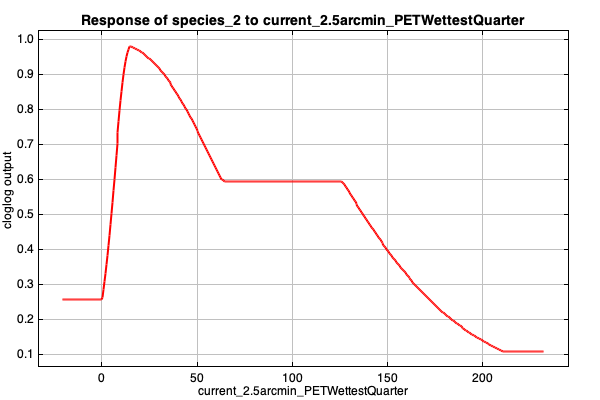 Response of species_2 to current_2.5arcmin_PETWettestQuarter
1.0
0.9
0.8
0.7
0.6
0.5
0.4
0.3
0.2
0.1
cloglog output
0 50 100 150 200
current_2.5arcmin_PETWettestQuarter